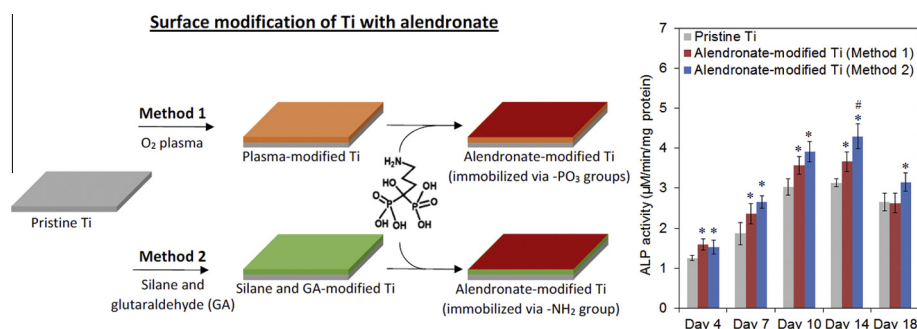 Surface modification of Ti with alendronate
Method 1
O₂ plasma
Plasma-modified Ti
Alendronate-modified Ti
(immobilized via -PO₃ groups)
Pristine Ti
H₂N
HO
O
OH
P
P
OH
O
OH
OH
Method 2
Silane and
glutaraldehyde (GA)
Silane and GA-modified Ti
Alendronate-modified Ti
(immobilized via -NH₂ group)
ALP activity (µM/min/mg protein)
7
6
5
4
3
2
1
0
Pristine Ti
Alendronate-modified Ti (Method 1)
Alendronate-modified Ti (Method 2)
* *
* *
* *
#
* *
*
Day 4 Day 7 Day 10 Day 14 Day 18